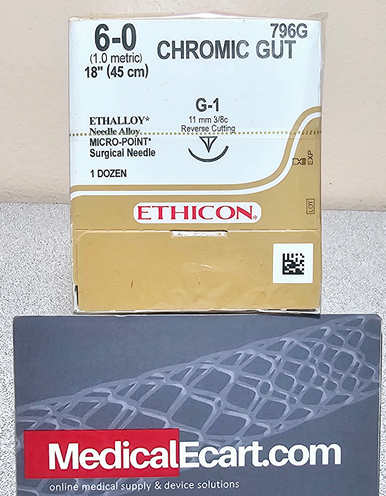 796G
6-0
CHROMIC GUT
(1.0 metric)
18" (45 cm)
G-1
11 mm 3/8c
Reverse Cutting
ETHALLOY*
Needle Alloy
MICRO-POINT*
Surgical Needle
1 DOZEN
EXP
LOT
ETHICON®
MedicalEcart.com
online medical supply & device solutions